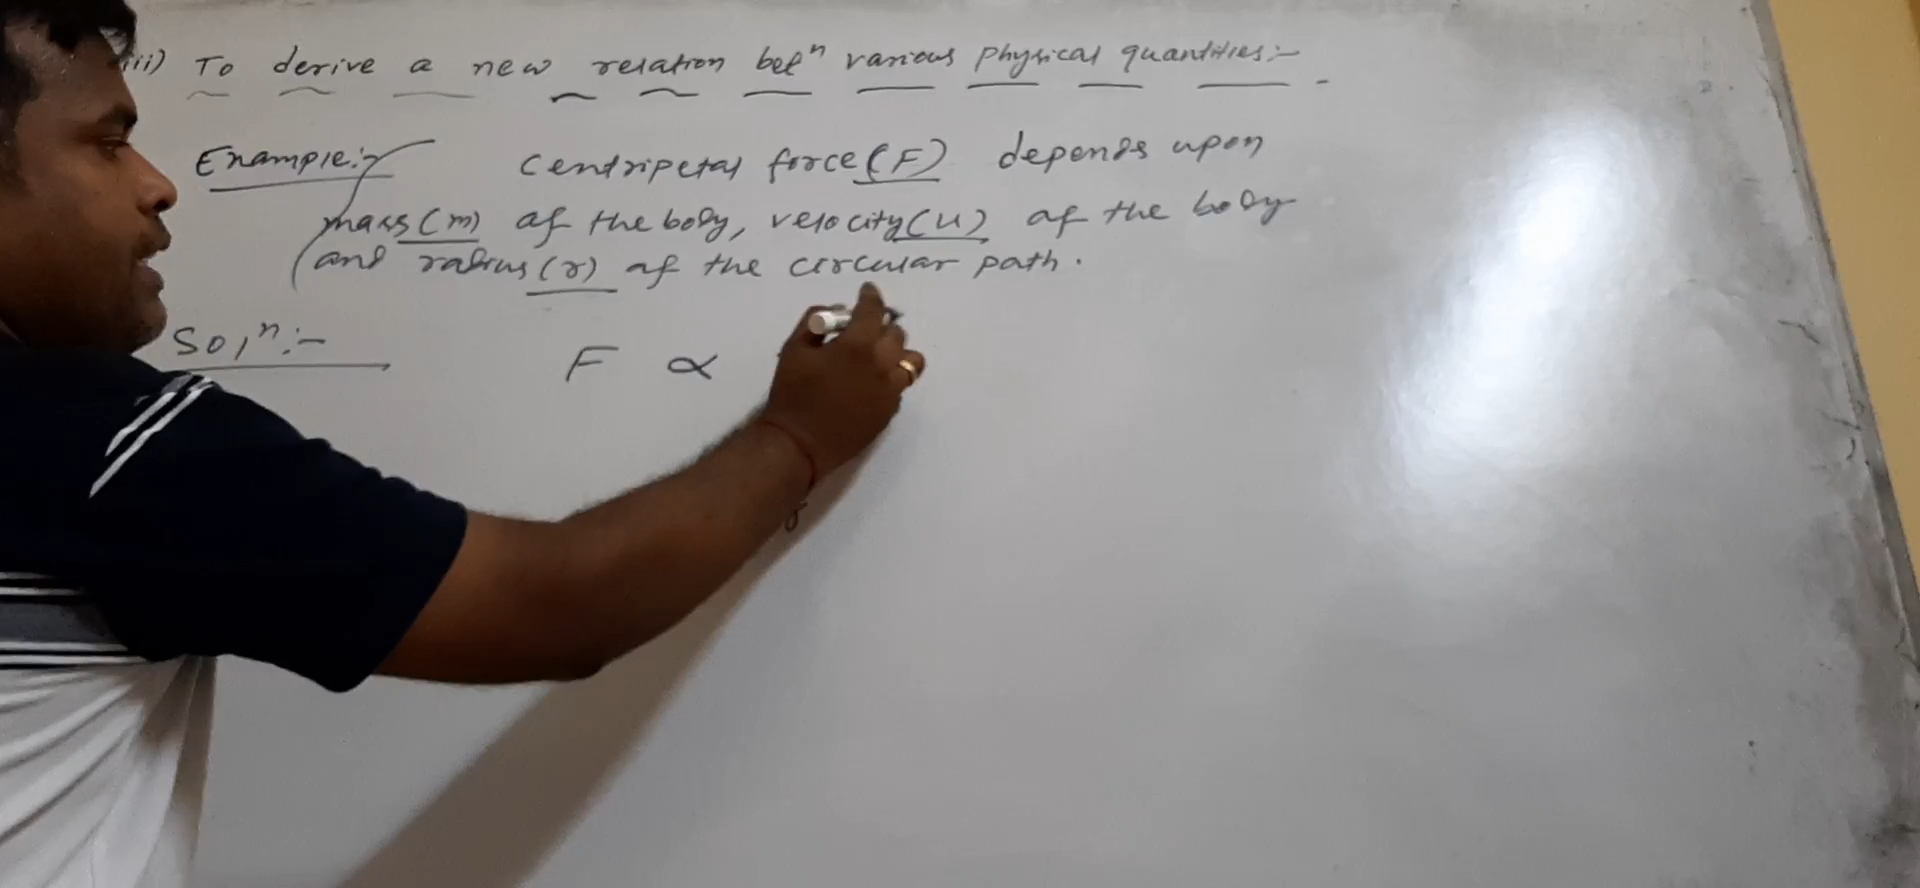 iii) To derive a new relation betⁿ various physical quantities:-
Example:- Centripetal force (F) depends upon
mass (m) of the body, velocity (u) of the body
and radius (r) of the circular path.
Solⁿ:- F ∝